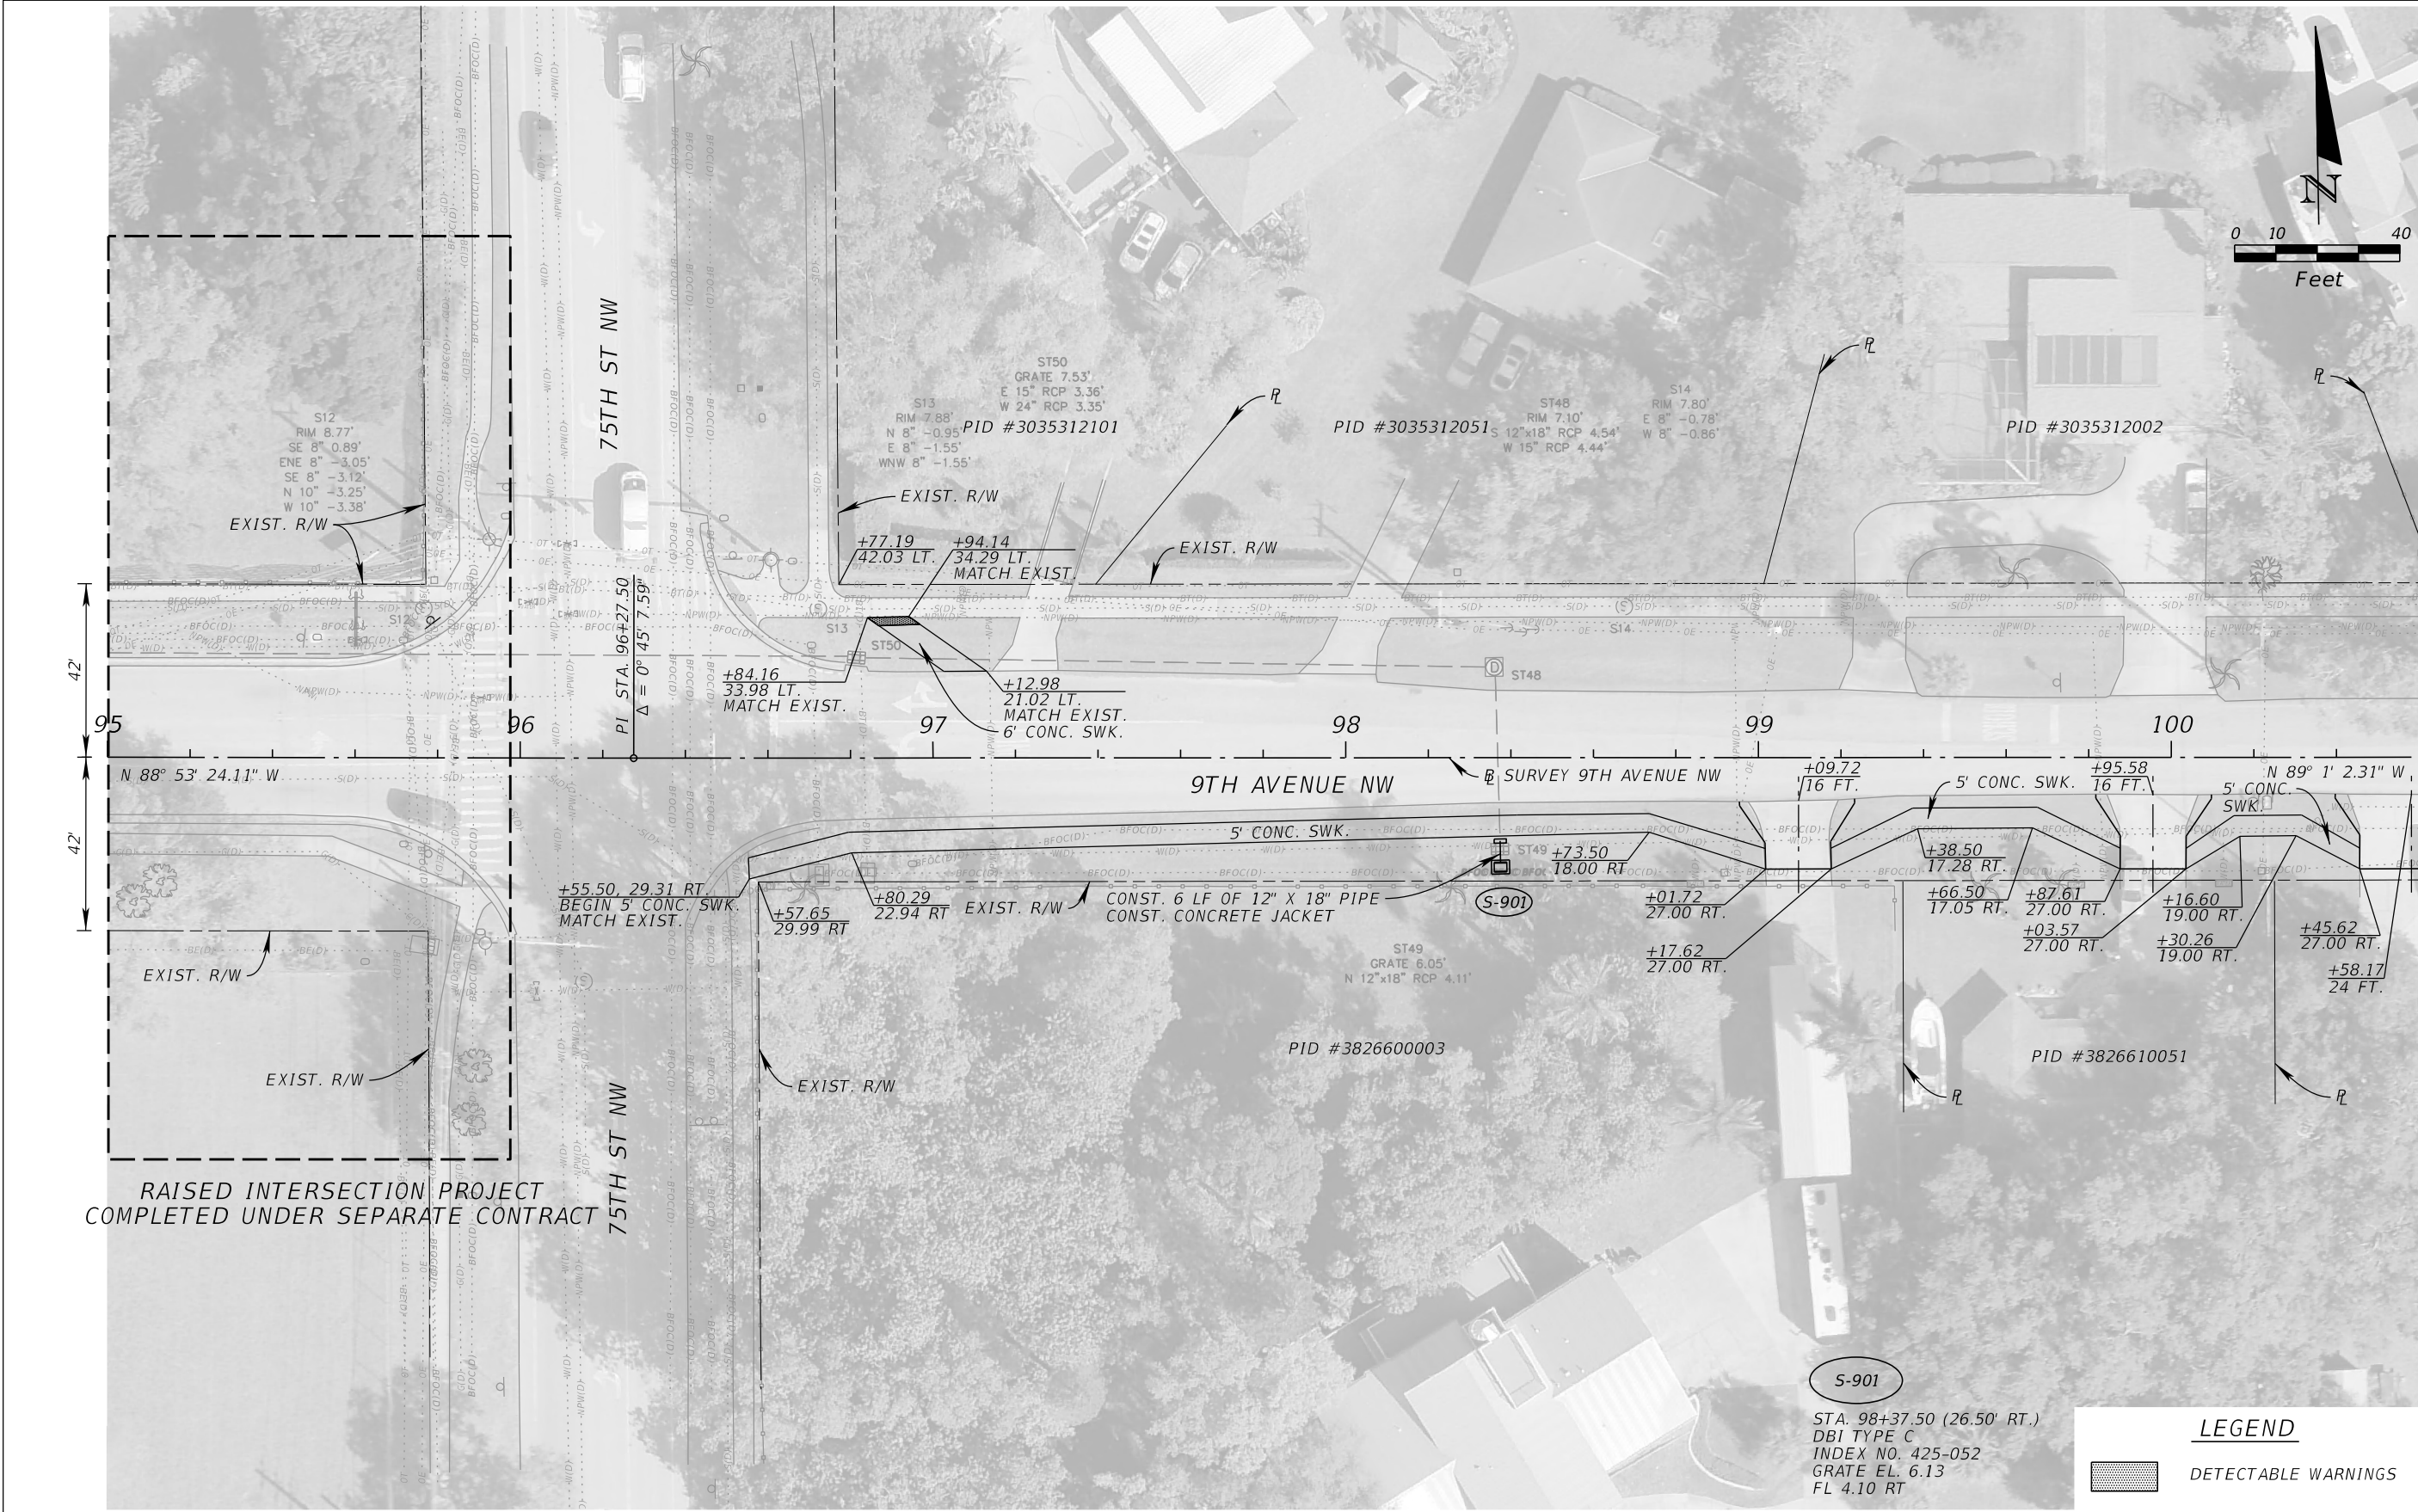 0 10 40
Feet
N
75TH ST NW
S12
RIM 8.77'
SE 8" 0.89'
ENE 8" -3.05'
SE 8" -3.12'
N 10" -3.25'
W 10" -3.38'
EXIST. R/W
ST50
GRATE 7.53'
E 15" RCP 3.36'
W 24" RCP 3.35'
S13
RIM 7.88'
N 8" -0.95'
E 8" -1.55'
WNW 8" -1.55'
PID #3035312101
PID #3035312051
ST48
RIM 7.10'
S 12"x18" RCP 4.54'
W 15" RCP 4.44'
S14
RIM 7.80'
E 8" -0.78'
W 8" -0.86'
PID #3035312002
PL
PL
PL
EXIST. R/W
EXIST. R/W
+77.19
42.03 LT.
+94.14
34.29 LT.
MATCH EXIST.
+84.16
33.98 LT.
MATCH EXIST.
+12.98
21.02 LT.
MATCH EXIST.
6' CONC. SWK.
S12
S13
ST50
ST48
S14
PI STA. 96+27.50
Δ = 0° 45' 7.59"
42'
42'
95 96 97 98 99 100
N 88° 53' 24.11" W
9TH AVENUE NW
BL SURVEY 9TH AVENUE NW
N 89° 1' 2.31" W
+09.72
16 FT.
5' CONC. SWK.
+95.58
16 FT.
5' CONC.
SWK.
5' CONC. SWK.
ST49
+55.50, 29.31 RT.
BEGIN 5' CONC. SWK.
MATCH EXIST.
+57.65
29.99 RT
+80.29
22.94 RT
EXIST. R/W
CONST. 6 LF OF 12" X 18" PIPE
CONST. CONCRETE JACKET
S-901
+73.50
18.00 RT
+01.72
27.00 RT.
+17.62
27.00 RT.
+38.50
17.28 RT
+66.50
17.05 RT
+87.61
27.00 RT.
+03.57
27.00 RT.
+16.60
19.00 RT
+30.26
19.00 RT.
+45.62
27.00 RT.
+58.17
24 FT.
ST49
GRATE 6.05'
N 12"x18" RCP 4.11'
EXIST. R/W
EXIST. R/W
EXIST. R/W
PID #3826600003
PID #3826610051
PL
PL
75TH ST NW
RAISED INTERSECTION PROJECT
COMPLETED UNDER SEPARATE CONTRACT
S-901
STA. 98+37.50 (26.50' RT.)
DBI TYPE C
INDEX NO. 425-052
GRATE EL. 6.13
FL 4.10 RT
LEGEND
DETECTABLE WARNINGS